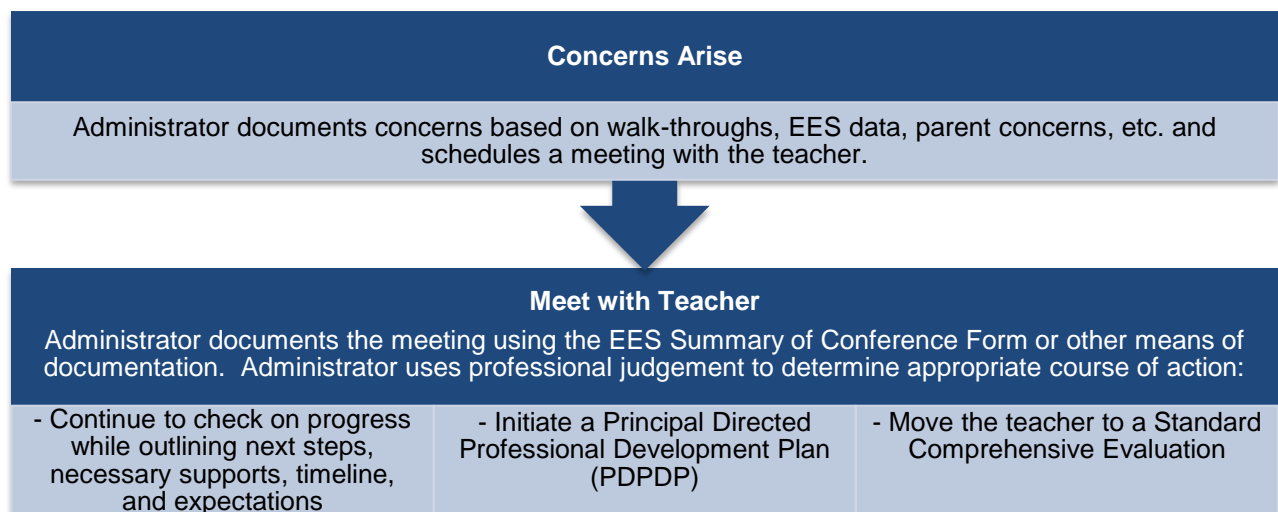 Concerns Arise
Administrator documents concerns based on walk-throughs, EES data, parent concerns, etc. and
schedules a meeting with the teacher.
Meet with Teacher
Administrator documents the meeting using the EES Summary of Conference Form or other means of
documentation.  Administrator uses professional judgement to determine appropriate course of action:
- Continue to check on progress
while outlining next steps,
necessary supports, timeline,
and expectations
- Initiate a Principal Directed
Professional Development Plan
(PDPDP)
- Move the teacher to a Standard
Comprehensive Evaluation